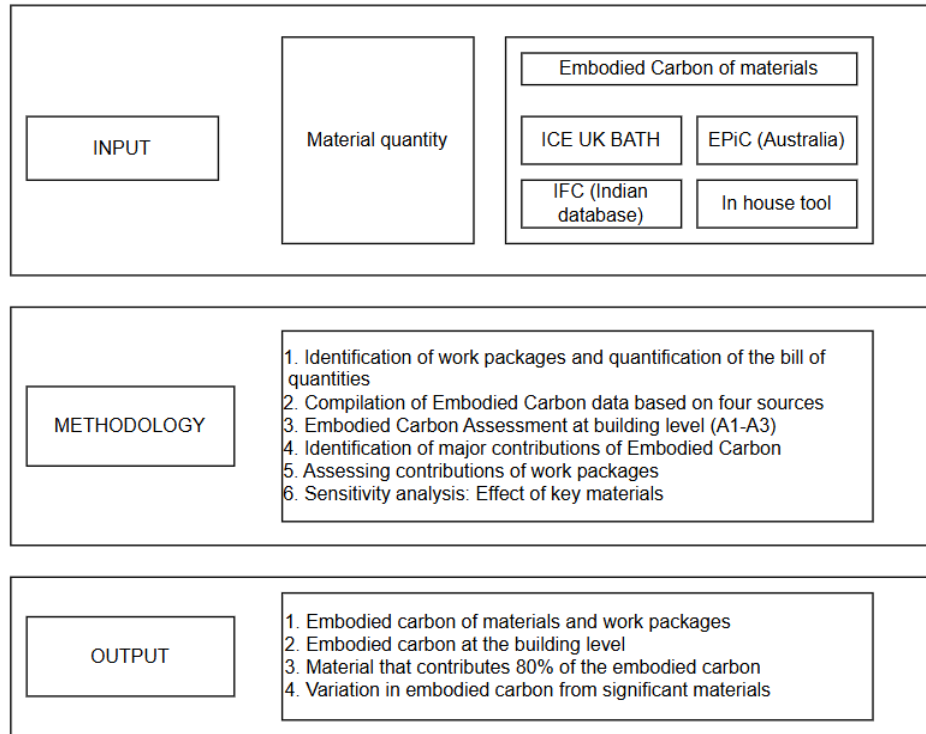 INPUT
Material quantity
Embodied Carbon of materials
ICE UK BATH
EPiC (Australia)
IFC (Indian
database)
In house tool
METHODOLOGY
1. Identification of work packages and quantification of the bill of
quantities
2. Compilation of Embodied Carbon data based on four sources
3. Embodied Carbon Assessment at building level (A1-A3)
4. Identification of major contributions of Embodied Carbon
5. Assessing contributions of work packages
6. Sensitivity analysis: Effect of key materials
OUTPUT
1. Embodied carbon of materials and work packages
2. Embodied carbon at the building level
3. Material that contributes 80% of the embodied carbon
4. Variation in embodied carbon from significant materials